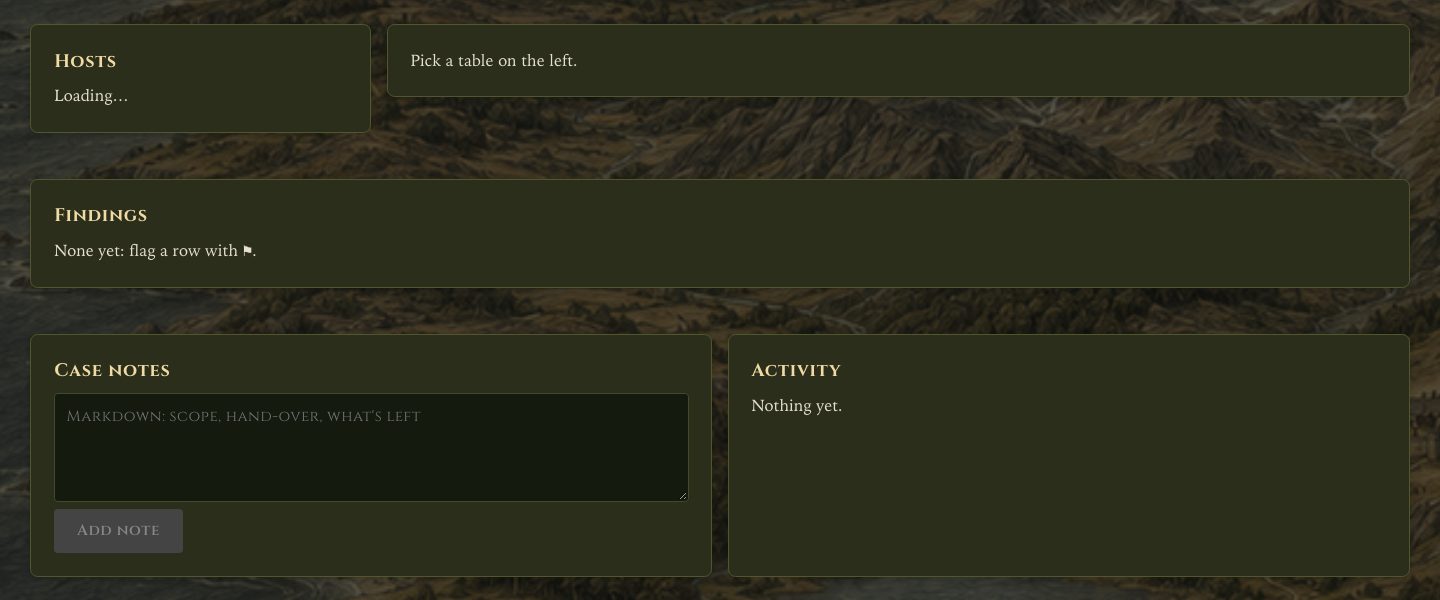 Hosts
Loading…
Pick a table on the left.
Findings
None yet: flag a row with ⚑.
Case notes
Markdown: scope, hand-over, what's left
Add note
Activity
Nothing yet.